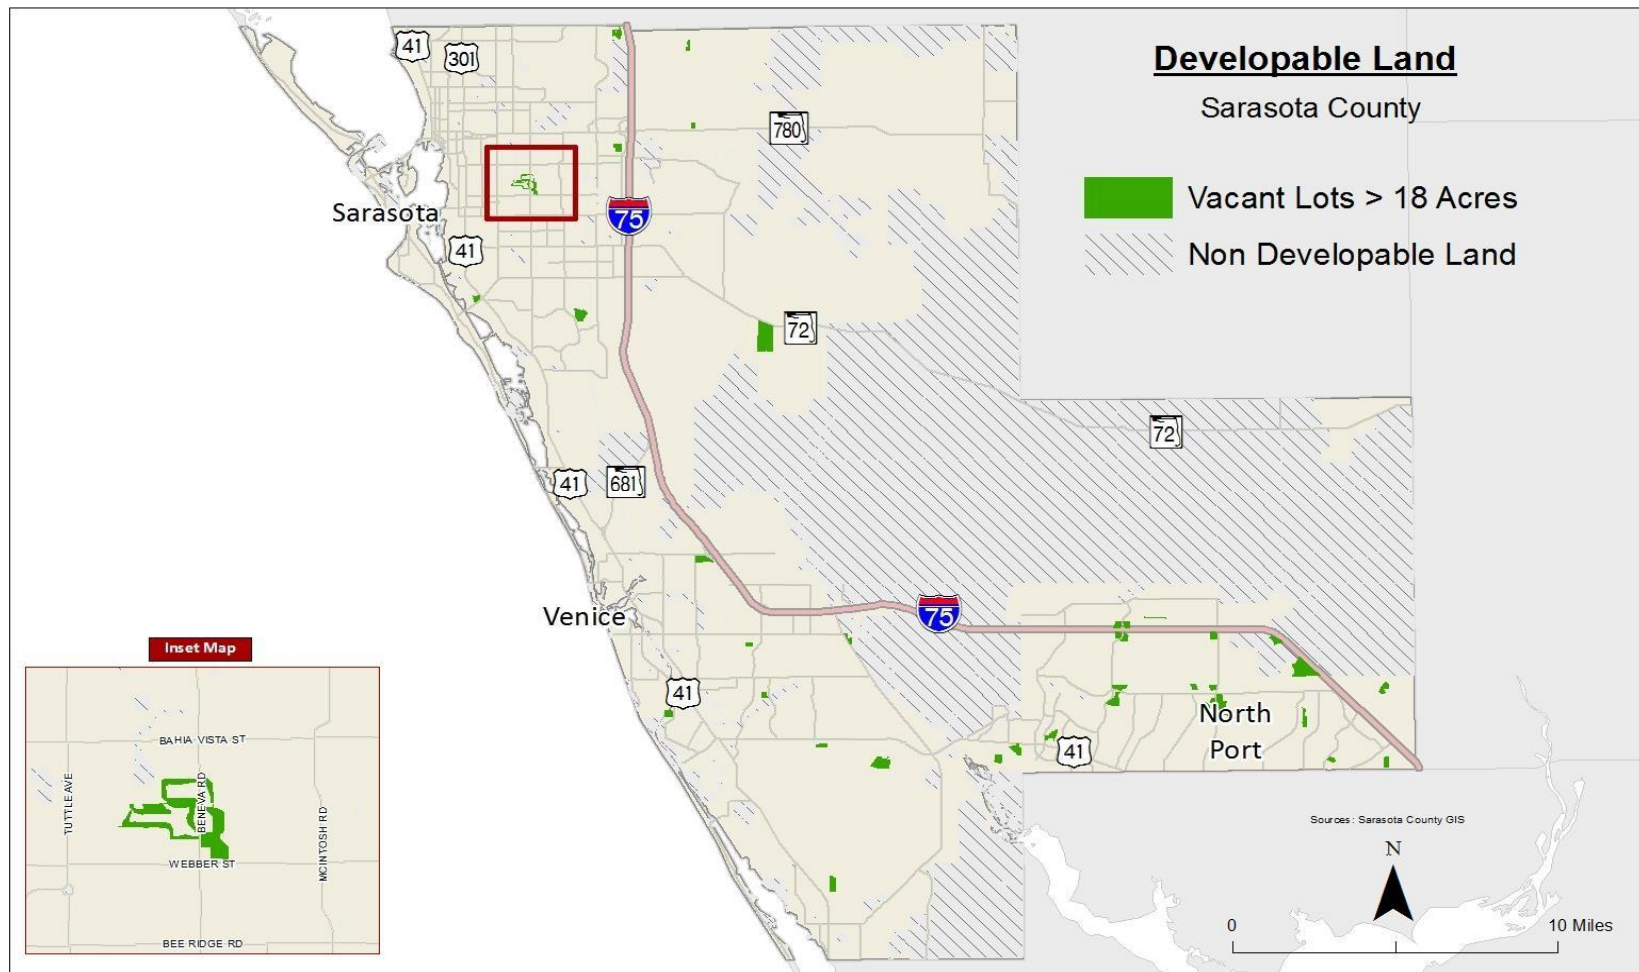 Developable Land
Sarasota County
Vacant Lots > 18 Acres
Non Developable Land
41
301
780
Sarasota
75
41
72
72
41
681
Venice
75
41
North
Port
41
Inset Map
BAHIA VISTA ST
TUTTLE AVE
BENEVA RD
MCINTOSH RD
WEBBER ST
BEE RIDGE RD
Sources: Sarasota County GIS
N
0
10 Miles